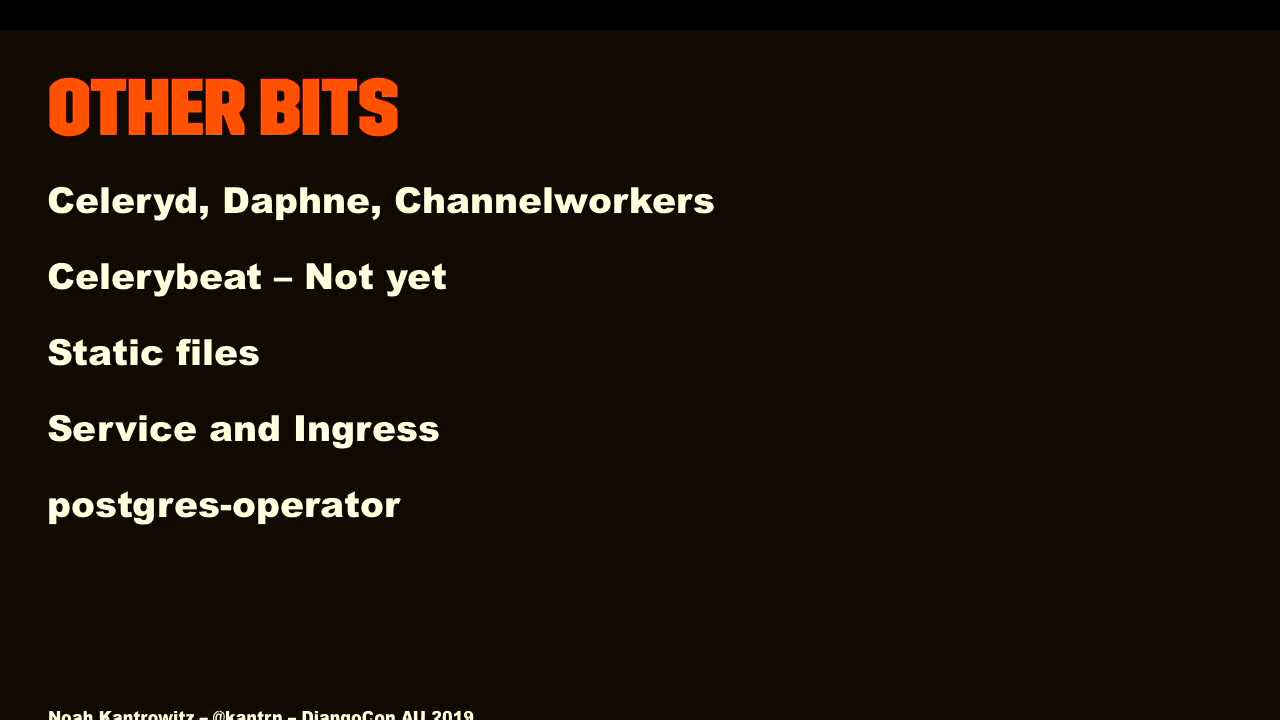 OTHER BITS
Celeryd, Daphne, Channelworkers
Celerybeat – Not yet
Static files
Service and Ingress
postgres-operator
Noah Kantrowitz – @kantrn – DjangoCon AU 2019